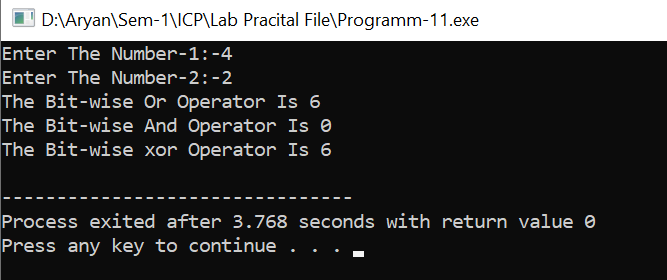 D:\Aryan\Sem-1\ICP\Lab Pracital File\Programm-11.exe
Enter The Number-1:-4
Enter The Number-2:-2
The Bit-wise Or Operator Is 6
The Bit-wise And Operator Is 0
The Bit-wise xor Operator Is 6
--------------------------------
Process exited after 3.768 seconds with return value 0
Press any key to continue . . .